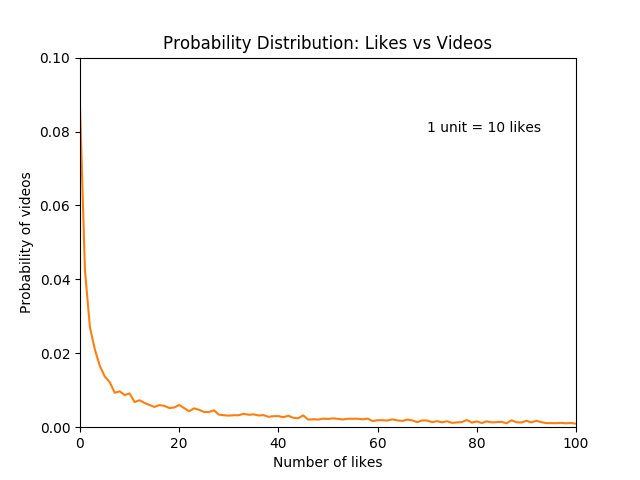 Probability Distribution: Likes vs Videos
0.10
0.08
0.06
0.04
0.02
0.00
Probability of videos
1 unit = 10 likes
0 20 40 60 80 100
Number of likes